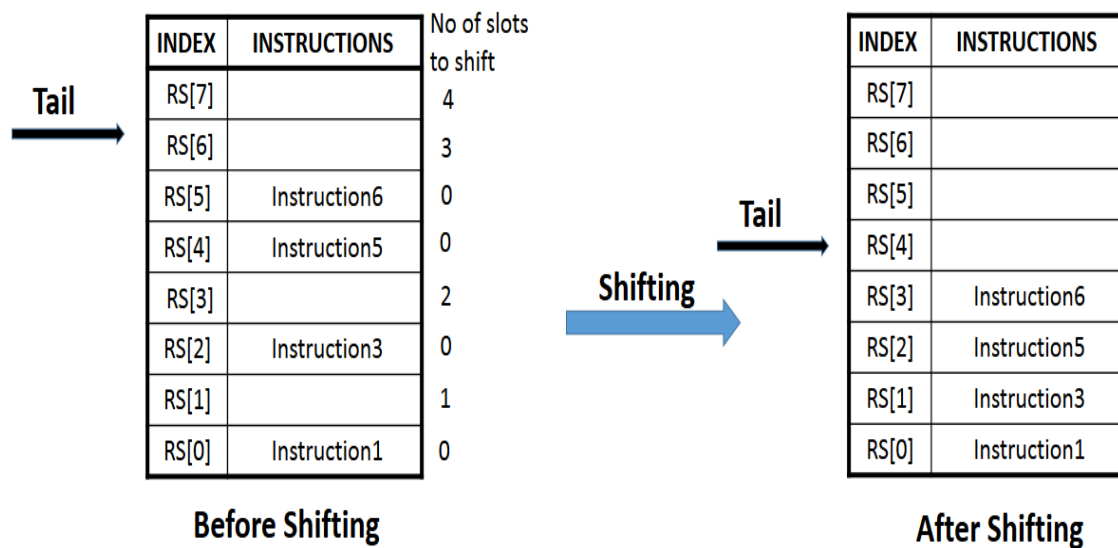 No of slots
to shift
INDEX INSTRUCTIONS
Tail
RS[7] 4
RS[6] 3
RS[5] Instruction6 0
RS[4] Instruction5 0
RS[3] 2
RS[2] Instruction3 0
RS[1] 1
RS[0] Instruction1 0
Before Shifting
Shifting
INDEX INSTRUCTIONS
RS[7]
RS[6]
RS[5]
Tail
RS[4]
RS[3] Instruction6
RS[2] Instruction5
RS[1] Instruction3
RS[0] Instruction1
After Shifting